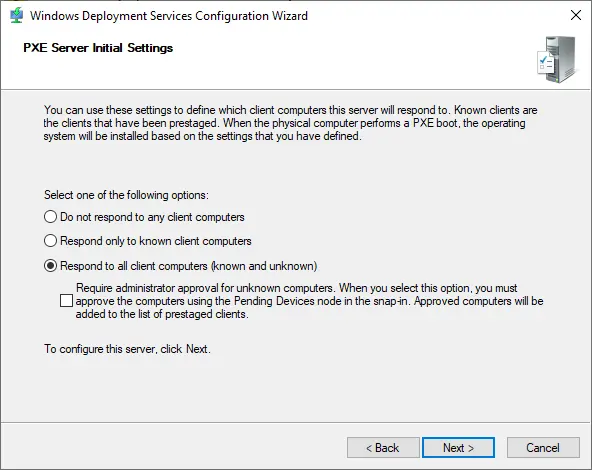 Windows Deployment Services Configuration Wizard
PXE Server Initial Settings
You can use these settings to define which client computers this server will respond to. Known clients are
the clients that have been prestaged. When the physical computer performs a PXE boot, the operating
system will be installed based on the settings that you have defined.
Select one of the following options:
Do not respond to any client computers
Respond only to known client computers
Respond to all client computers (known and unknown)
Require administrator approval for unknown computers. When you select this option, you must
approve the computers using the Pending Devices node in the snap-in. Approved computers will be
added to the list of prestaged clients.
To configure this server, click Next.
< Back
Next >
Cancel